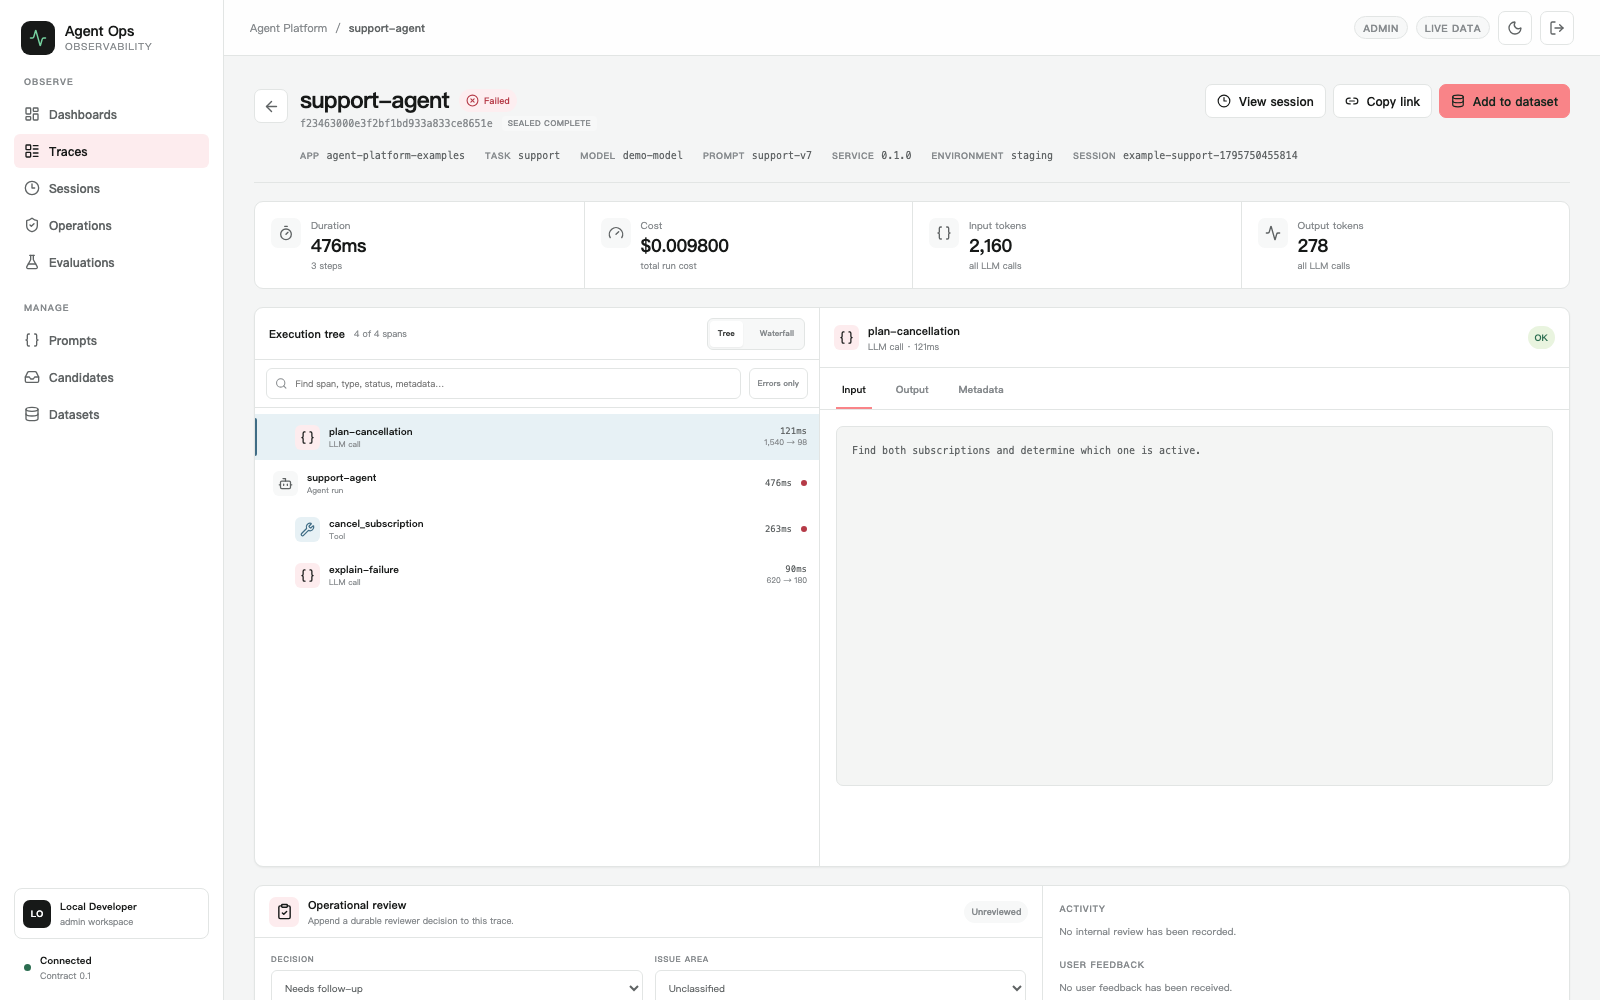 Agent Ops
OBSERVABILITY
OBSERVE
Dashboards
Traces
Sessions
Operations
Evaluations
MANAGE
Prompts
Candidates
Datasets
LO
Local Developer
admin workspace
Connected
Contract 0.1
Agent Platform / support-agent
ADMIN
LIVE DATA
support-agent
Failed
f23463000e3f2bf1bd933a833ce8651e
SEALED COMPLETE
View session
Copy link
Add to dataset
APP agent-platform-examples TASK support MODEL demo-model PROMPT support-v7 SERVICE 0.1.0 ENVIRONMENT staging SESSION example-support-1795750455814
Duration
476ms
3 steps
Cost
$0.009800
total run cost
Input tokens
2,160
all LLM calls
Output tokens
278
all LLM calls
Execution tree 4 of 4 spans
Tree
Waterfall
Find span, type, status, metadata...
Errors only
plan-cancellation
LLM call
121ms
1,540 → 98
support-agent
Agent run
476ms
cancel_subscription
Tool
263ms
explain-failure
LLM call
90ms
620 → 180
plan-cancellation
LLM call · 121ms
OK
Input
Output
Metadata
Find both subscriptions and determine which one is active.
Operational review
Append a durable reviewer decision to this trace.
Unreviewed
DECISION
Needs follow-up
ISSUE AREA
Unclassified
ACTIVITY
No internal review has been recorded.
USER FEEDBACK
No user feedback has been received.